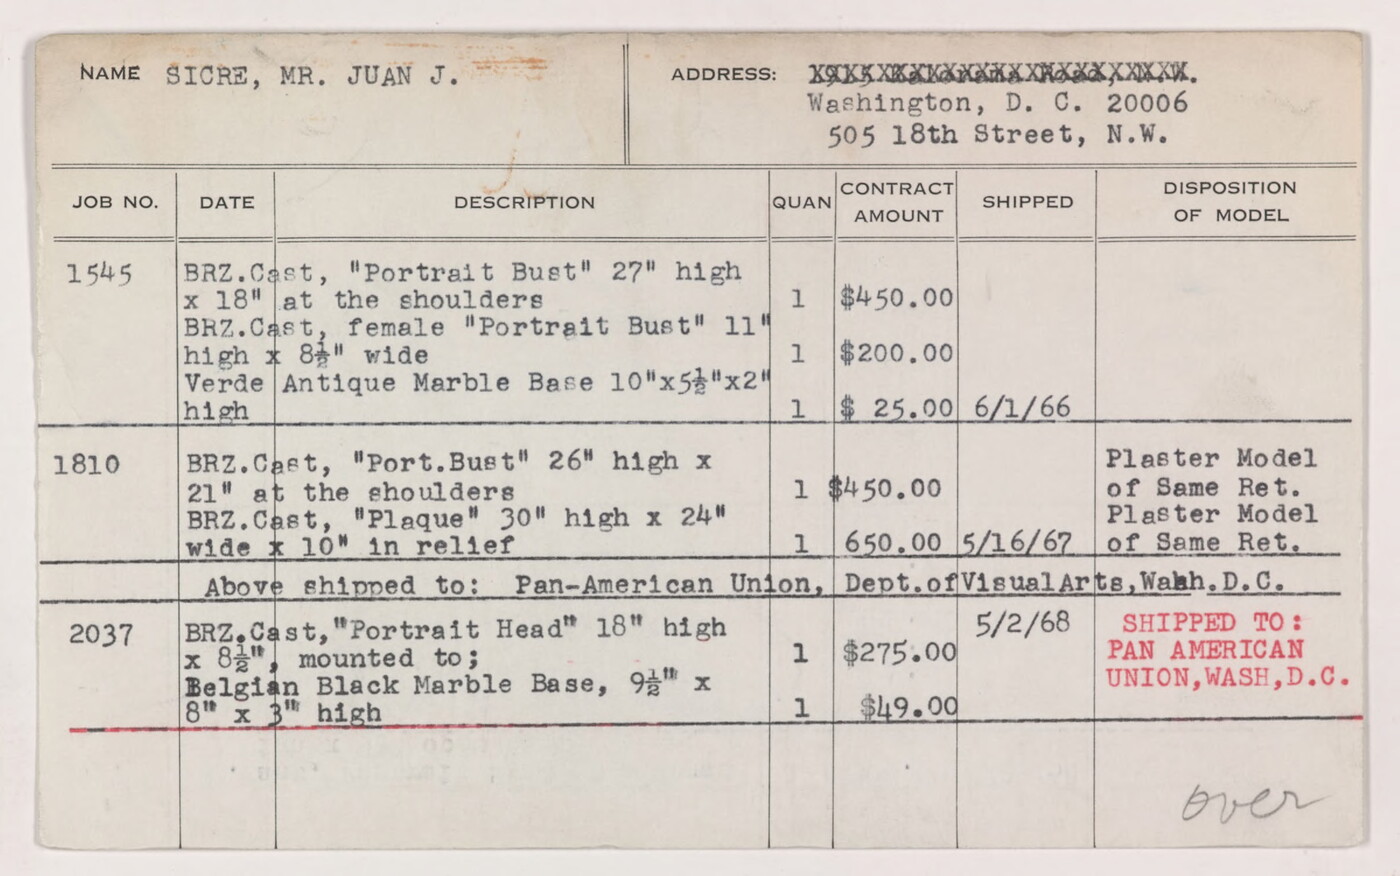 NAME SICRE, MR. JUAN J.
ADDRESS: Road, N.W.
Washington, D. C. 20006
505 18th Street, N.W.
JOB NO. DATE DESCRIPTION QUAN CONTRACT AMOUNT SHIPPED DISPOSITION OF MODEL
1545 BRZ.Cast, "Portrait Bust" 27" high
x 18" at the shoulders 1 $450.00
BRZ.Cast, female "Portrait Bust" 11"
high x 8½" wide 1 $200.00
Verde Antique Marble Base 10"x5½"x2"
high 1 $ 25.00 6/1/66
1810 BRZ.Cast, "Port.Bust" 26" high x Plaster Model
21" at the shoulders 1 $450.00 of Same Ret.
BRZ.Cast, "Plaque" 30" high x 24" Plaster Model
wide x 10" in relief 1 650.00 5/16/67 of Same Ret.
Above shipped to: Pan-American Union, Dept.ofVisualArts,Wahh.D.C.
2037 BRZ.Cast,"Portrait Head" 18" high 5/2/68 SHIPPED TO:
x 8½", mounted to; 1 $275.00 PAN AMERICAN
Belgian Black Marble Base, 9½" x UNION,WASH,D.C.
8" x 3" high 1 $49.00
over